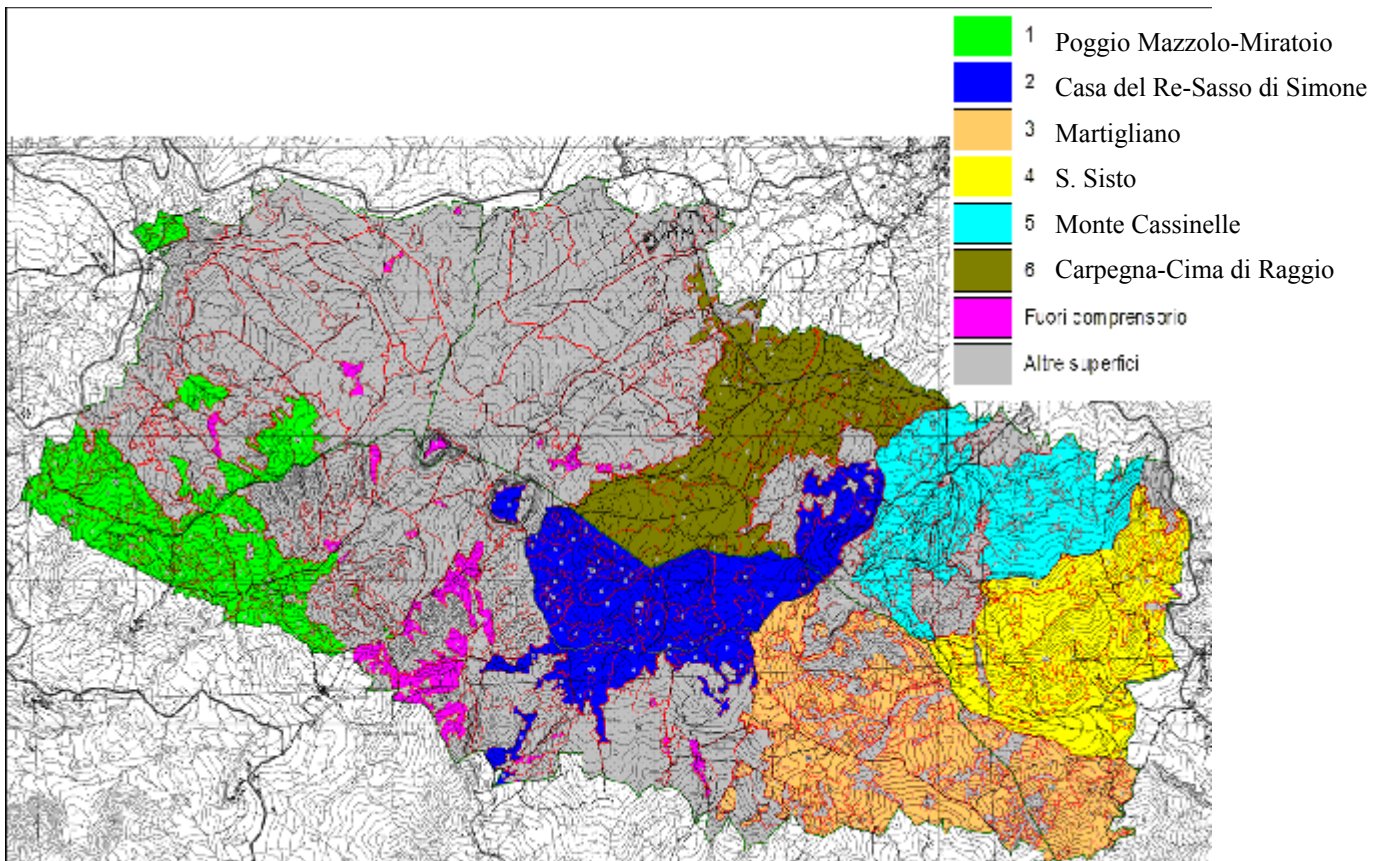 1 Poggio Mazzolo-Miratoio
2 Casa del Re-Sasso di Simone
3 Martigliano
4 S. Sisto
5 Monte Cassinelle
6 Carpegna-Cima di Raggio
Fuori comprensorio
Altre superfici